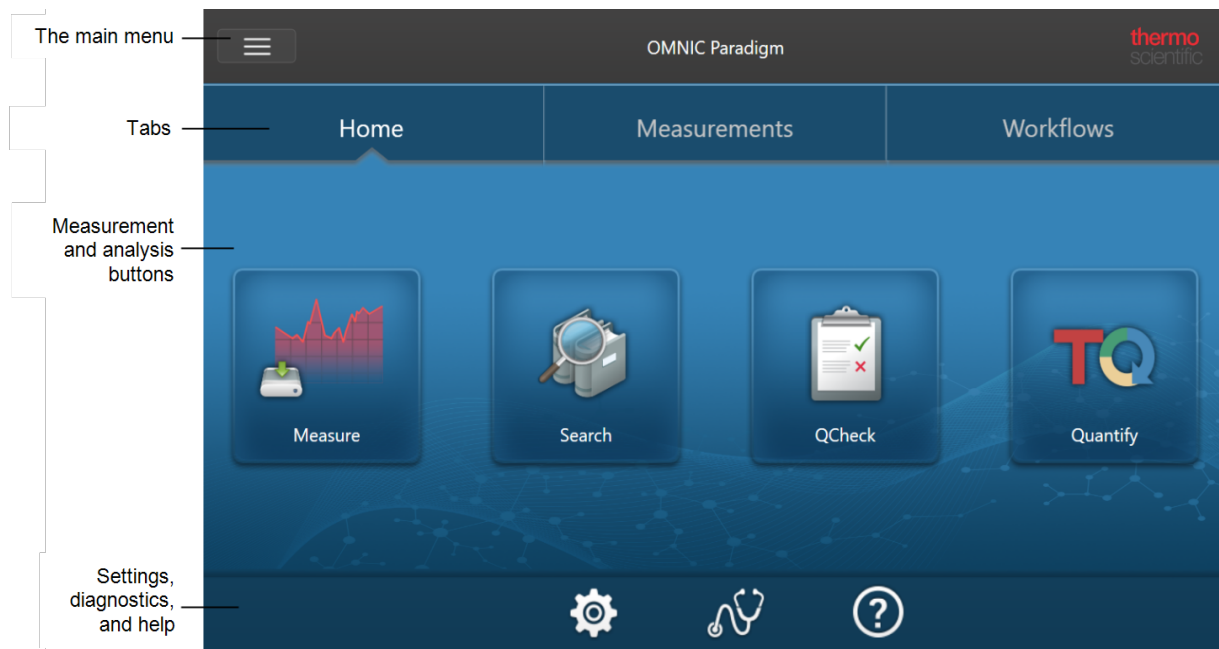 The main menu
OMNIC Paradigm
thermo
scientific
Tabs
Home
Measurements
Workflows
Measurement
and analysis
buttons
Measure
Search
QCheck
TQ
Quantify
Settings,
diagnostics,
and help
?